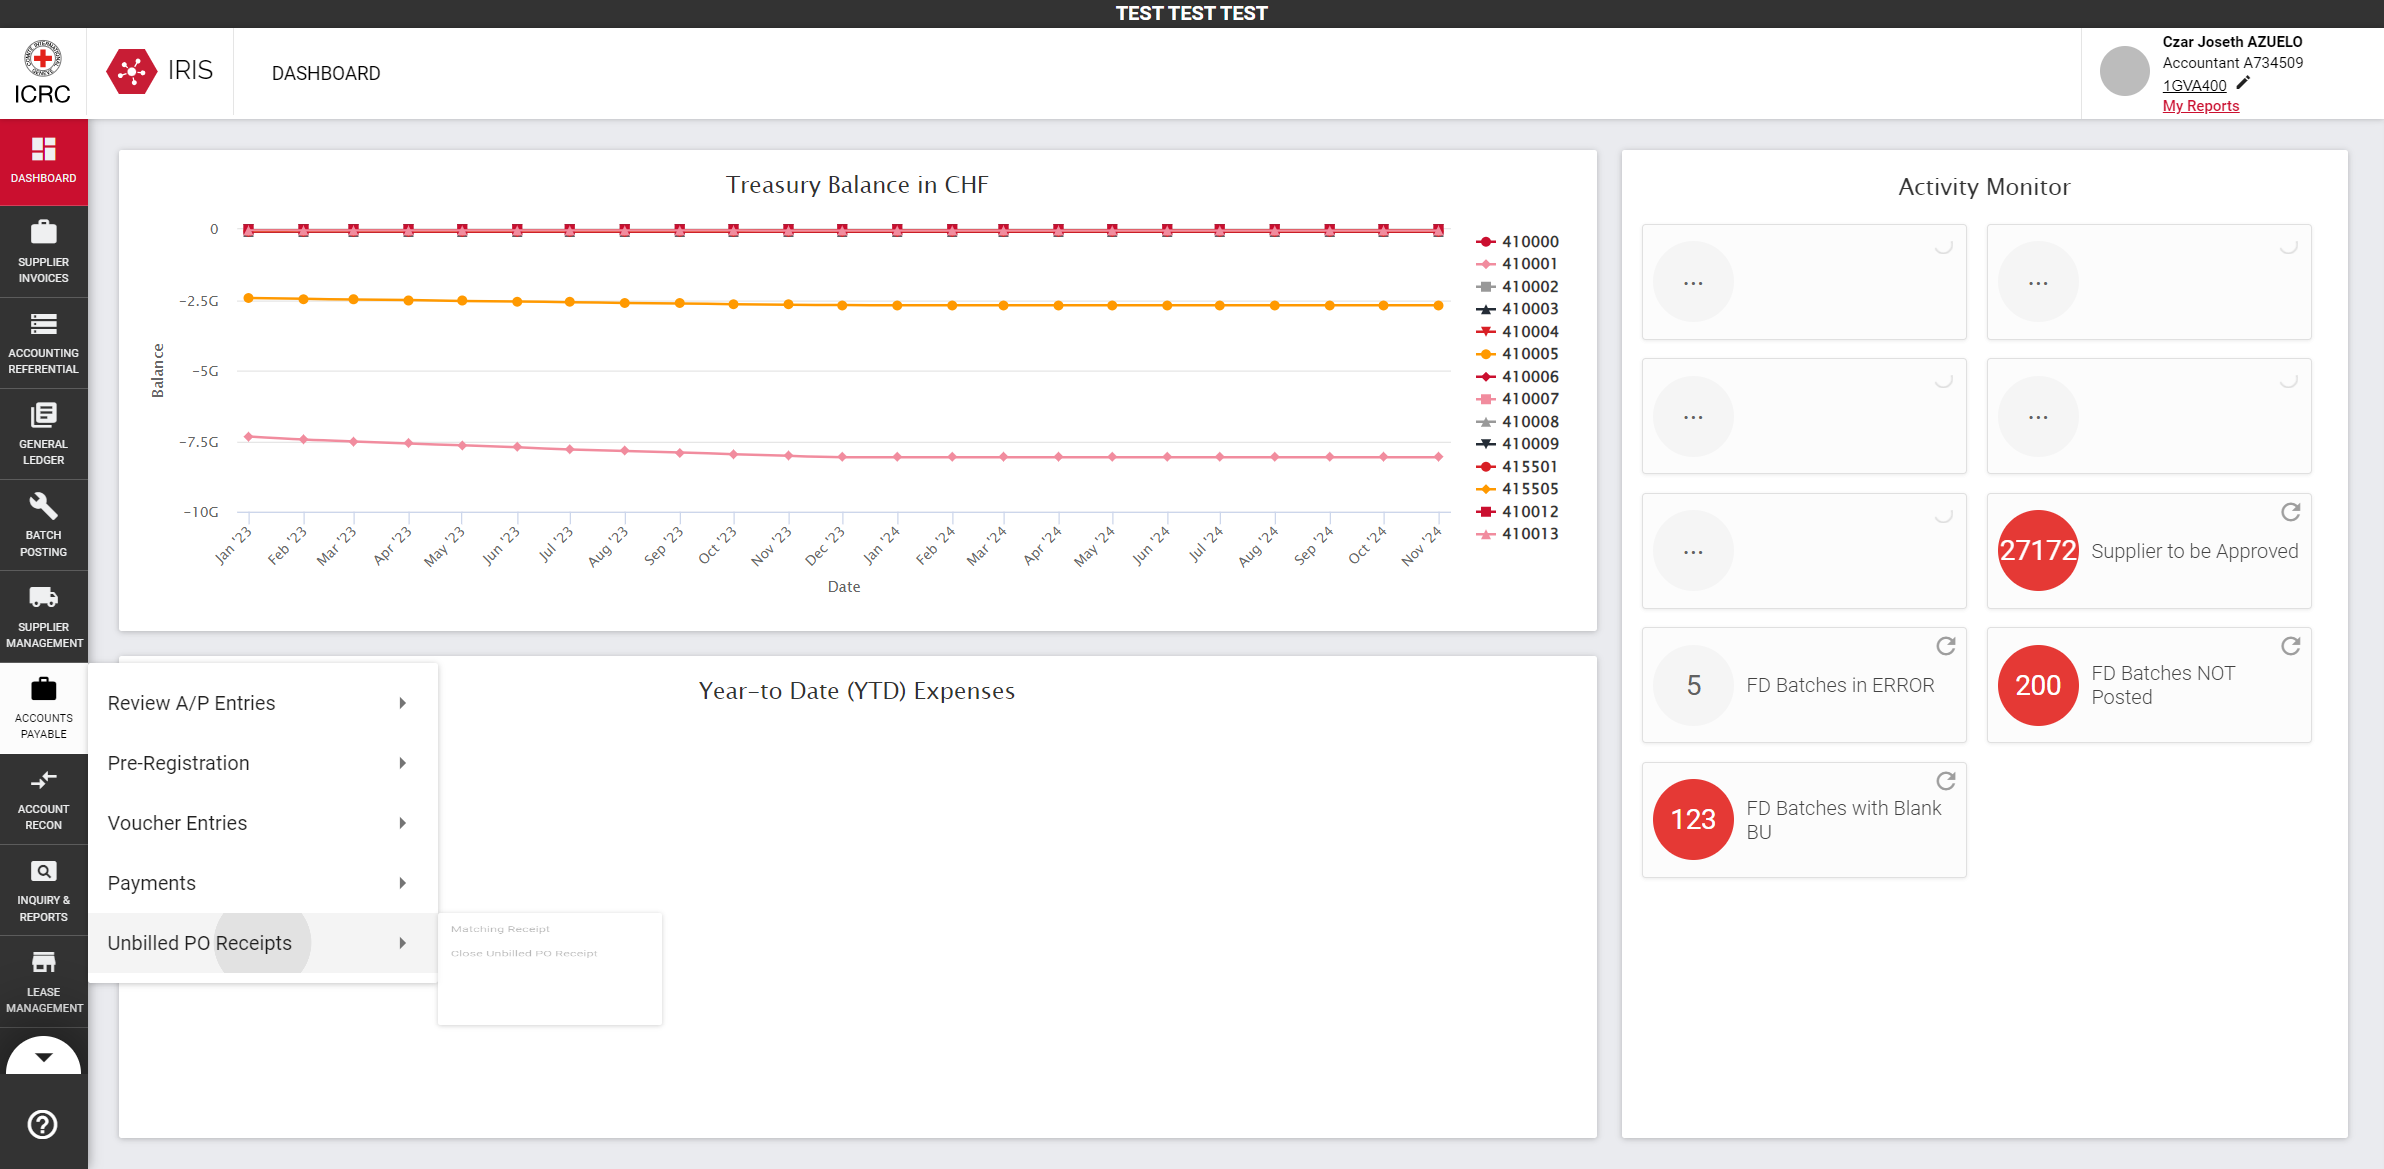 TEST TEST TEST
ICRC
IRIS
DASHBOARD
Czar Joseth AZUELO
Accountant A734509
1GVA400
My Reports
DASHBOARD
SUPPLIER
INVOICES
ACCOUNTING
REFERENTIAL
GENERAL
LEDGER
BATCH
POSTING
SUPPLIER
MANAGEMENT
ACCOUNTS
PAYABLE
ACCOUNT
RECON
INQUIRY &
REPORTS
LEASE
MANAGEMENT
Treasury Balance in CHF
Balance
0
−2.5G
−5G
−7.5G
−10G
Jan '23
Feb '23
Mar '23
Apr '23
May '23
Jun '23
Jul '23
Aug '23
Sep '23
Oct '23
Nov '23
Dec '23
Jan '24
Feb '24
Mar '24
Apr '24
May '24
Jun '24
Jul '24
Aug '24
Sep '24
Oct '24
Nov '24
Date
410000
410001
410002
410003
410004
410005
410006
410007
410008
410009
415501
415505
410012
410013
Year-to Date (YTD) Expenses
Review A/P Entries
Pre-Registration
Voucher Entries
Payments
Unbilled PO Receipts
Matching Receipt
Close Unbilled PO Receipt
Activity Monitor
...
...
...
...
...
27172
Supplier to be Approved
5
FD Batches in ERROR
200
FD Batches NOT
Posted
123
FD Batches with Blank
BU